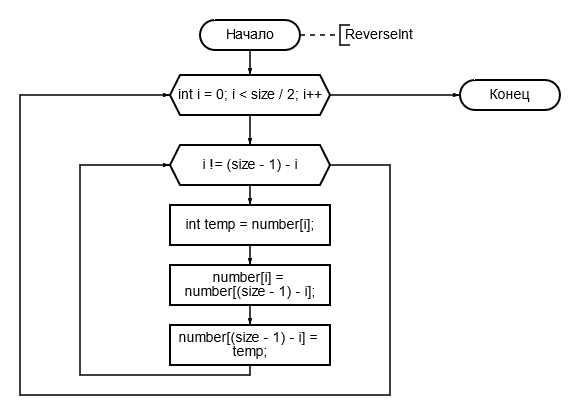 Начало
ReverseInt
int i = 0; i < size / 2; i++
Конец
i != (size - 1) - i
int temp = number[i];
number[i] =
number[(size - 1) - i];
number[(size - 1) - i] =
temp;